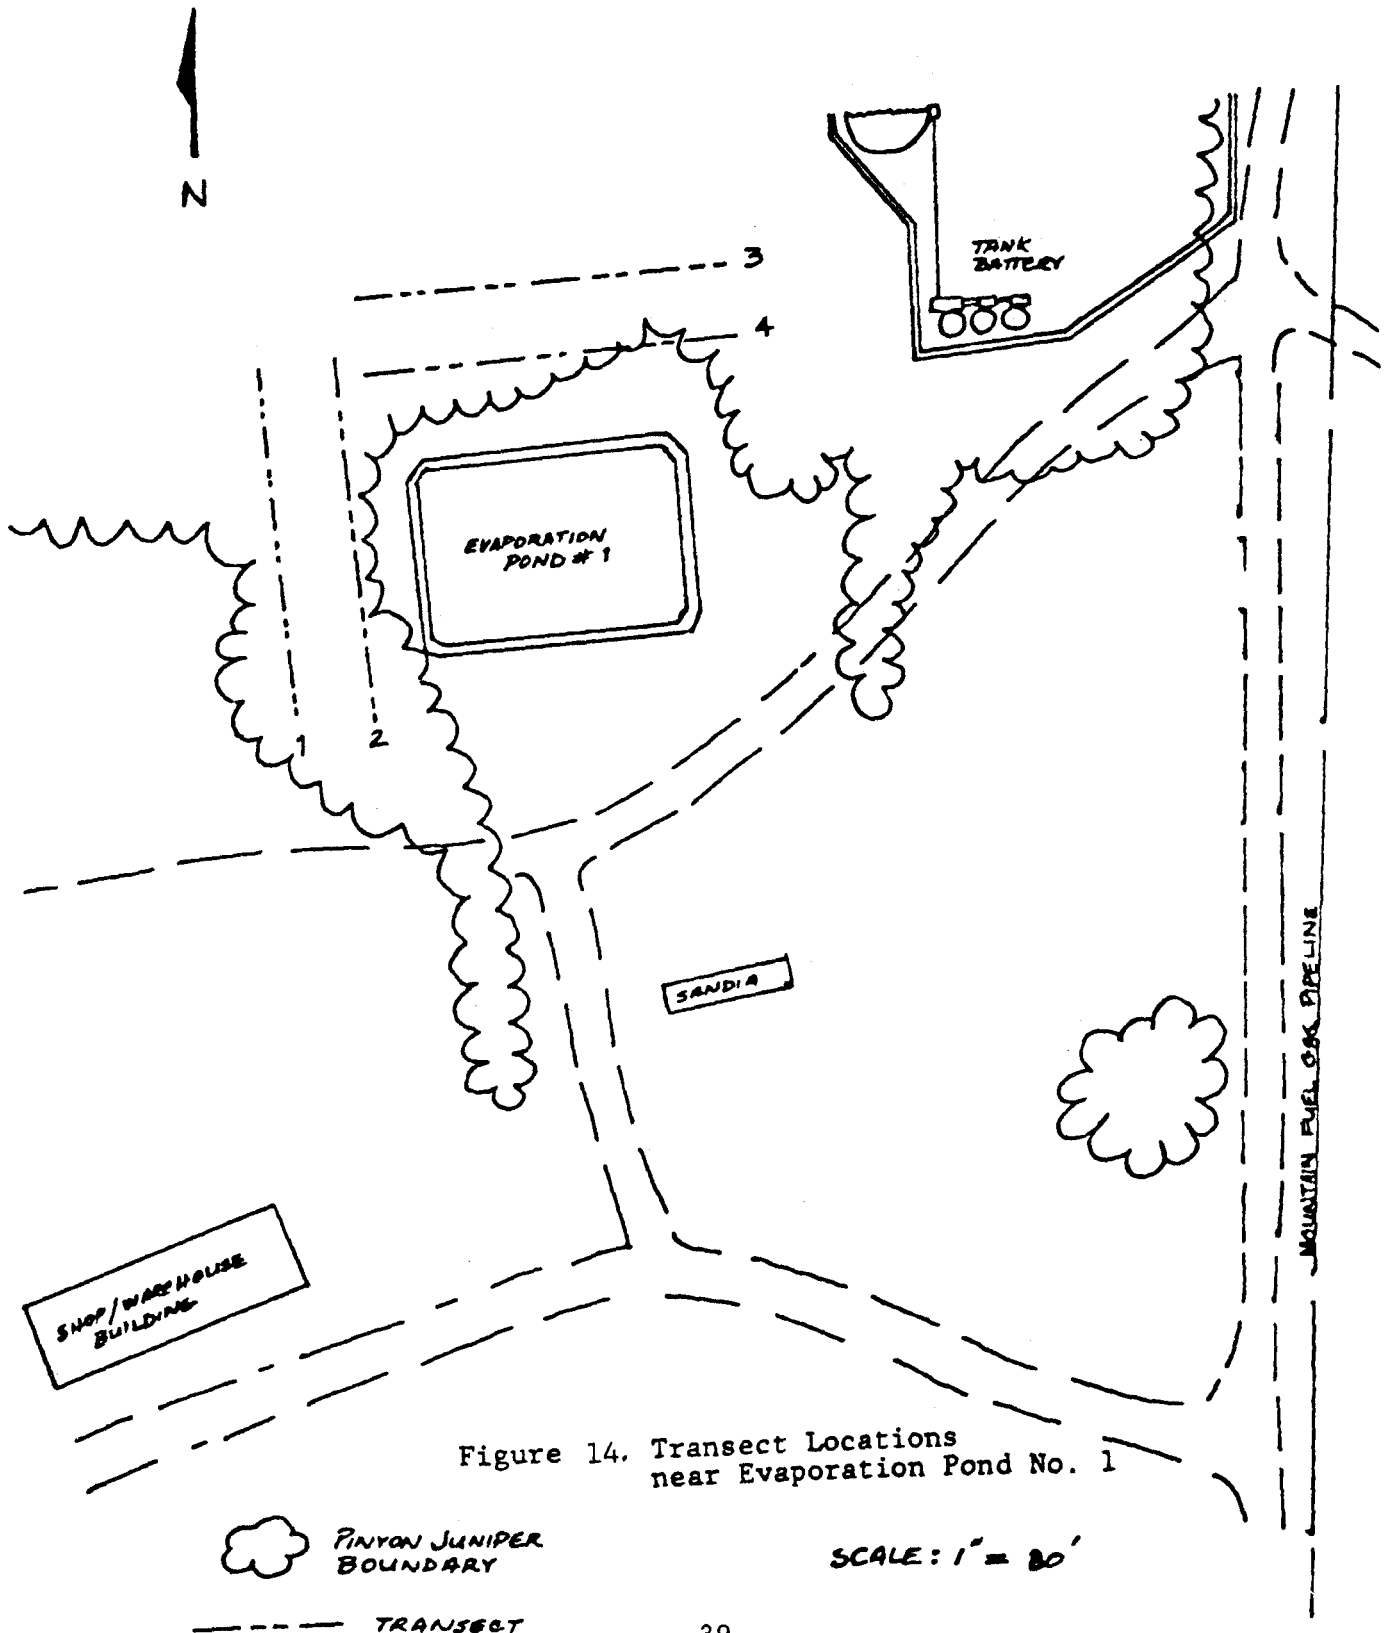 N
TANK
BATTERY
3
4
EVAPORATION
POND # 1
1
2
SANDIA
MOUNTAIN FUEL GAS PIPELINE
SHOP/WAREHOUSE
BUILDING
Figure 14. Transect Locations
near Evaporation Pond No. 1
PINYON JUNIPER
BOUNDARY
SCALE: 1" = 80'
TRANSECT
39